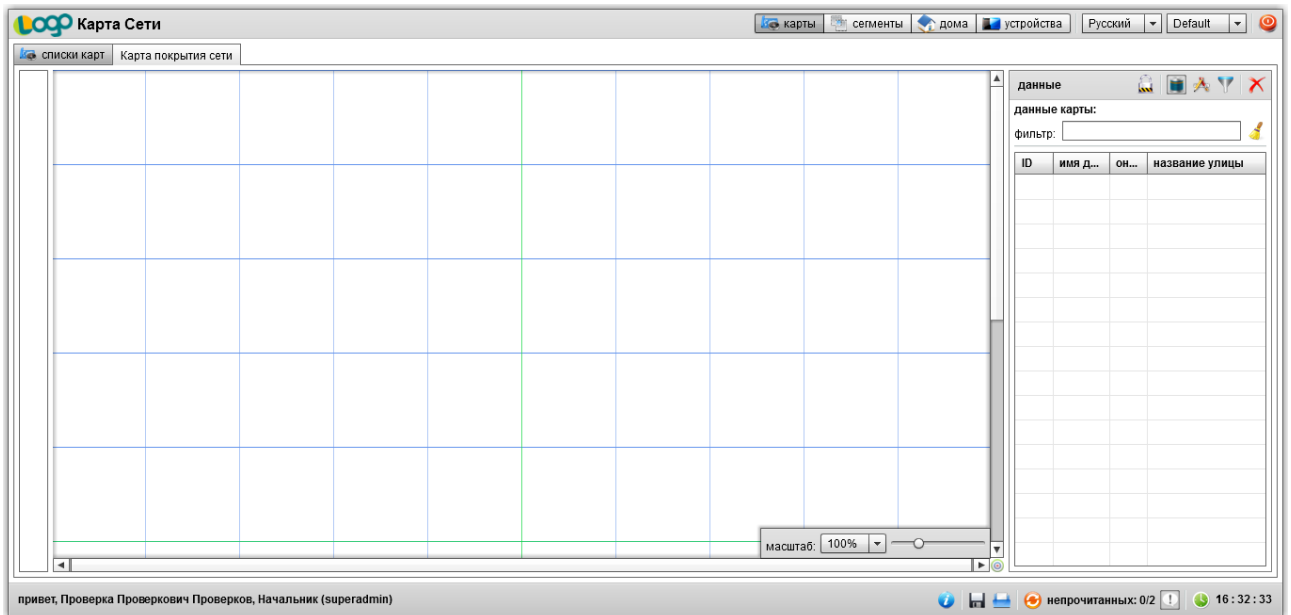 Logo Карта Сети
карты сегменты дома устройства Русский Default
списки карт Карта покрытия сети
данные
данные карты:
фильтр:
ID имя д... он... название улицы
масштаб: 100%
привет, Проверка Проверкович Проверков, Начальник (superadmin)
непрочитанных: 0/2 ! 16 : 32 : 33